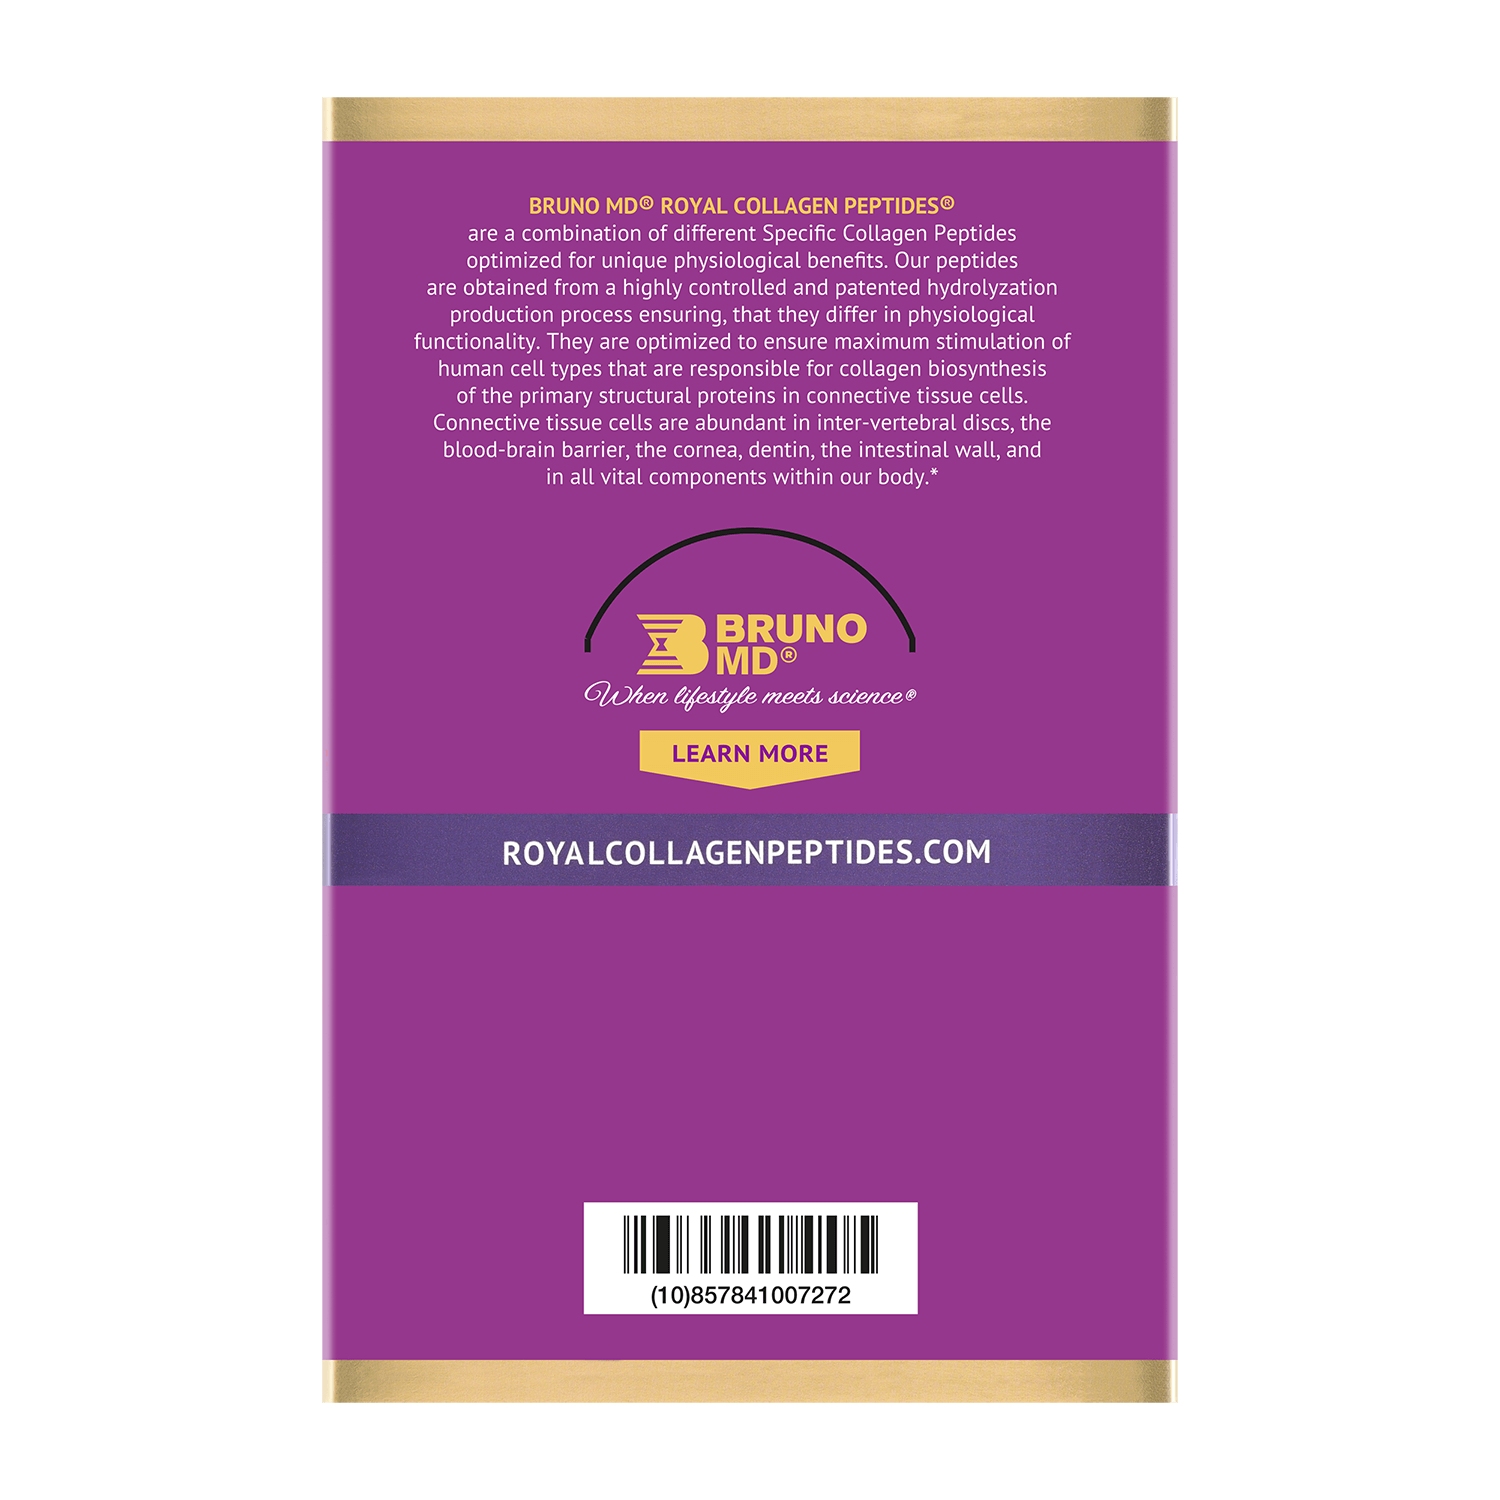 BRUNO MD® ROYAL COLLAGEN PEPTIDES®
are a combination of different Specific Collagen Peptides
optimized for unique physiological benefits. Our peptides
are obtained from a highly controlled and patented hydrolyzation
production process ensuring, that they differ in physiological
functionality. They are optimized to ensure maximum stimulation of
human cell types that are responsible for collagen biosynthesis
of the primary structural proteins in connective tissue cells.
Connective tissue cells are abundant in inter-vertebral discs, the
blood-brain barrier, the cornea, dentin, the intestinal wall, and
in all vital components within our body.*
BRUNO
MD®
When lifestyle meets science®
LEARN MORE
ROYALCOLLAGENPEPTIDES.COM
(10)857841007272